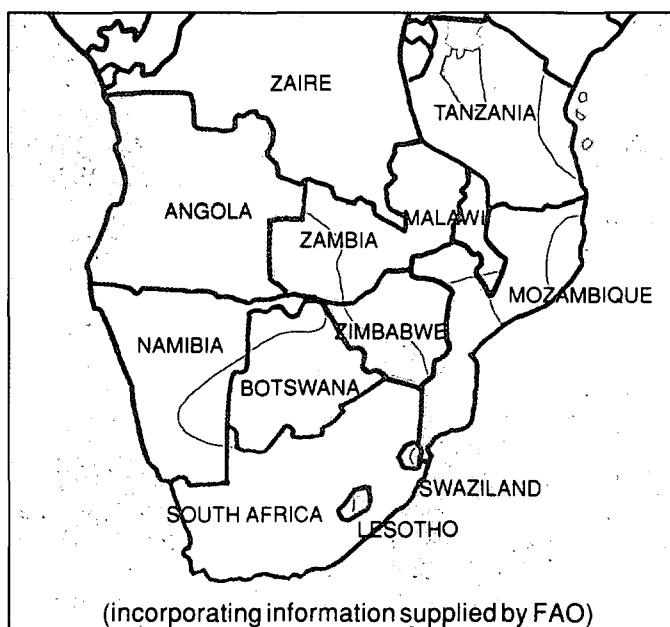 ZAIRE
TANZANIA
ANGOLA
MALAWI
ZAMBIA
MOZAMBIQUE
ZIMBABWE
NAMIBIA
BOTSWANA
SWAZILAND
SOUTH AFRICA
LESOTHO
(incorporating information supplied by FAO)